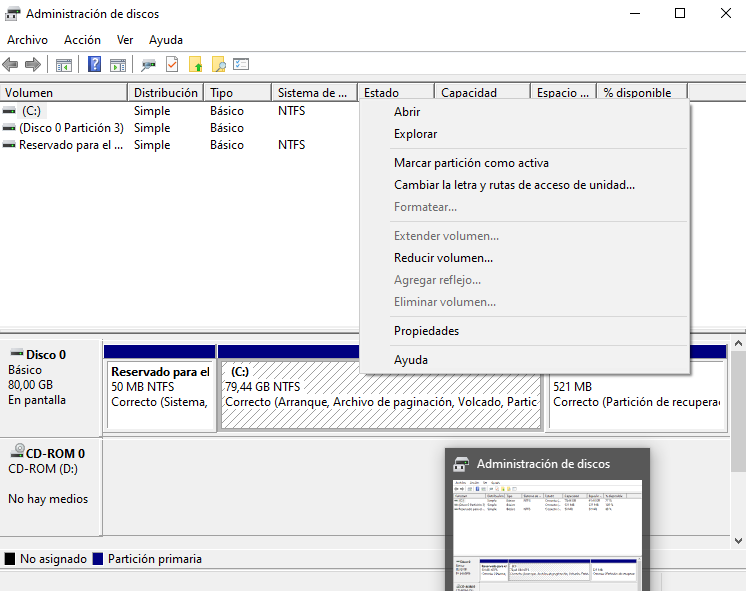 Administración de discos
Archivo Acción Ver Ayuda
Volumen Distribución Tipo Sistema de ... Estado Capacidad Espacio ... % disponible
(C:) Simple Básico NTFS
(Disco 0 Partición 3) Simple Básico
Reservado para el ... Simple Básico NTFS
Abrir
Explorar
Marcar partición como activa
Cambiar la letra y rutas de acceso de unidad...
Formatear...
Extender volumen...
Reducir volumen...
Agregar reflejo...
Eliminar volumen...
Propiedades
Ayuda
Disco 0
Básico
80,00 GB
En pantalla
Reservado para el
50 MB NTFS
Correcto (Sistema,
(C:)
79,44 GB NTFS
Correcto (Arranque, Archivo de paginación, Volcado, Partic
521 MB
Correcto (Partición de recupera
CD-ROM 0
CD-ROM (D:)
No hay medios
Administración de discos
No asignado Partición primaria